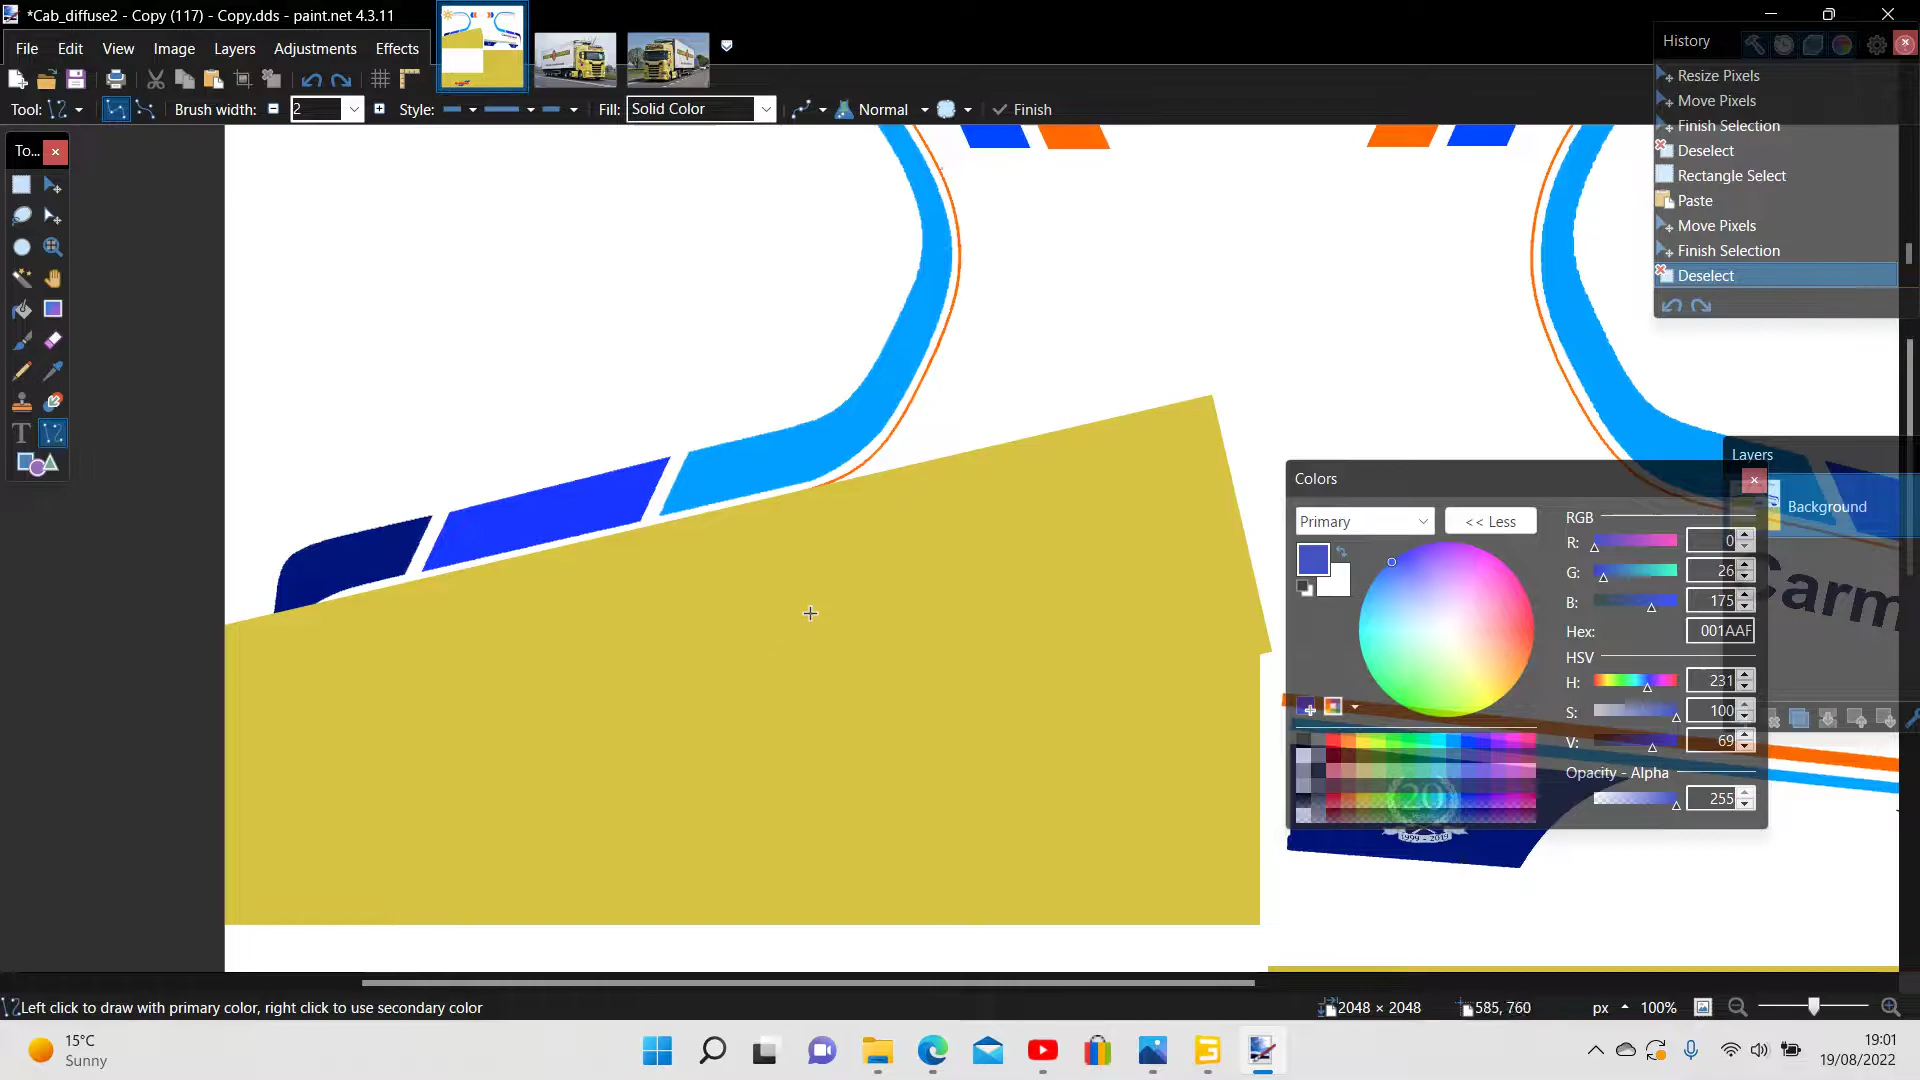 *Cab_diffuse2 - Copy (117) - Copy.dds - paint.net 4.3.11
File Edit View Image Layers Adjustments Effects
Tool: Brush width: 2 Style: Fill: Solid Color Normal Finish
To...
History
Resize Pixels
Move Pixels
Finish Selection
Deselect
Rectangle Select
Paste
Move Pixels
Finish Selection
Deselect
Layers
Background
Carm
Colors
Primary
<< Less
RGB
R: 0
G: 26
B: 175
Hex: 001AAF
HSV
H: 231
S: 100
V: 69
Opacity - Alpha
255
20
1999 - 2019
Left click to draw with primary color, right click to use secondary color
2048 × 2048
585, 760
px
100%
15°C
Sunny
19:01
19/08/2022